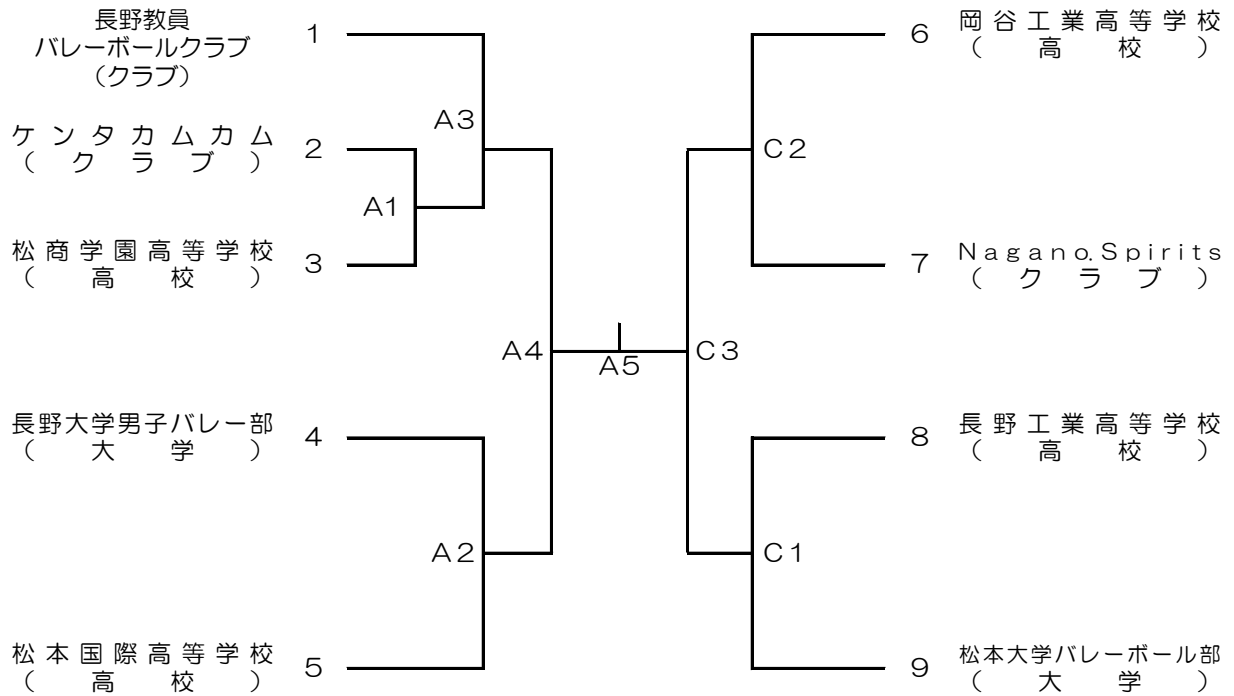 長野教員
バレーボールクラブ
（クラブ）
1
ケンタカムカム
（クラブ）
2
松商学園高等学校
（高校）
3
長野大学男子バレー部
（大学）
4
松本国際高等学校
（高校）
5
A3
A1
A4
A2
A5
C2
C3
C1
6
岡谷工業高等学校
（高校）
7
Nagano.Spirits
（クラブ）
8
長野工業高等学校
（高校）
9
松本大学バレーボール部
（大学）